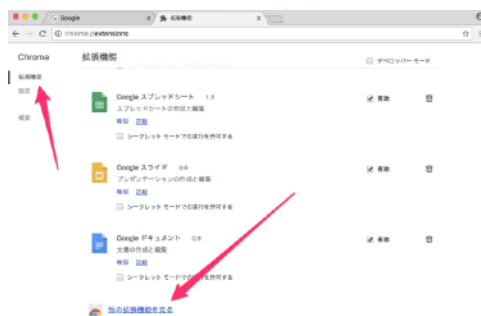 Google
拡張機能
chrome://extensions
Chrome
拡張機能
デベロッパー モード
拡張機能
設定
概要
Google スプレッドシート 1.1
スプレッドシートの作成と編集
詳細
有効
シークレット モードでの実行を許可する
Google スライド 0.9
プレゼンテーションの作成と編集
詳細
有効
シークレット モードでの実行を許可する
Google ドキュメント 0.9
文書の作成と編集
詳細
有効
シークレット モードでの実行を許可する
他の拡張機能を見る